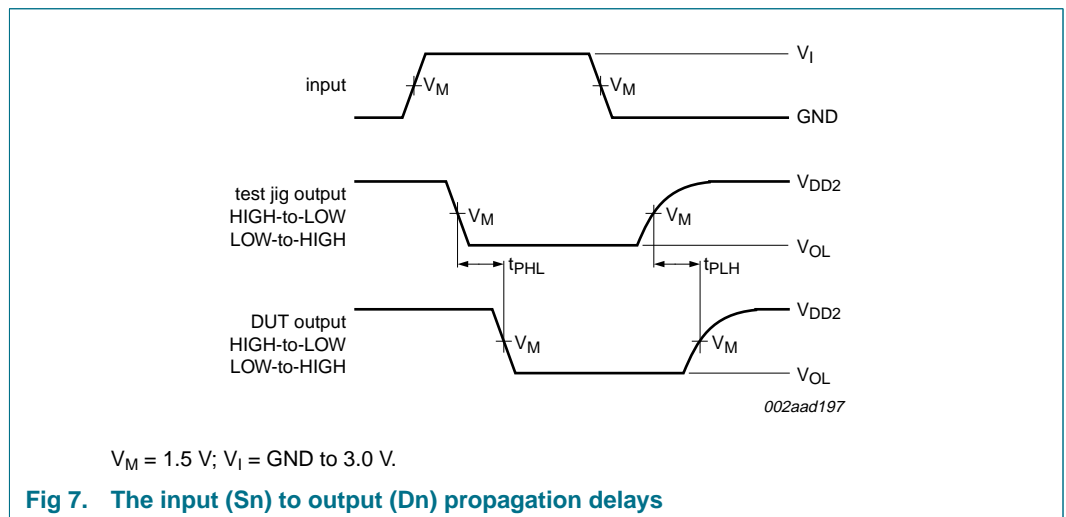 V_I
input
V_M
V_M
GND
V_DD2
test jig output
HIGH-to-LOW
LOW-to-HIGH
V_M
V_M
V_OL
t_PHL
t_PLH
V_DD2
DUT output
HIGH-to-LOW
LOW-to-HIGH
V_M
V_M
V_OL
002aad197
V_M = 1.5 V; V_I = GND to 3.0 V.
Fig 7. The input (Sn) to output (Dn) propagation delays